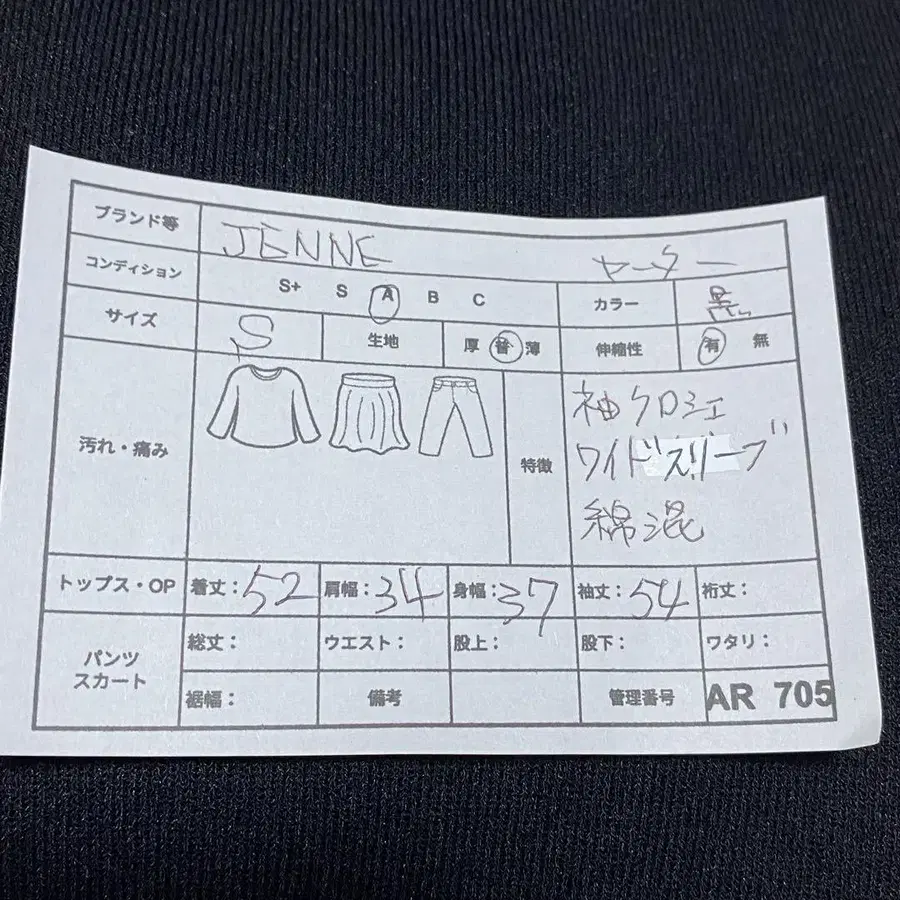 ブランド等 JENNE セーター
コンディション S+ S A B C カラー 黒
サイズ S 生地 厚 普 薄 伸縮性 有 無
汚れ・痛み 特徴 袖クロシェ
ワイドスリーブ
綿混
トップス・OP 着丈:52 肩幅:34 身幅:37 袖丈:54 裄丈:
パンツ スカート 総丈: ウエスト: 股上: 股下: ワタリ:
裾幅: 備考 管理番号 AR 705